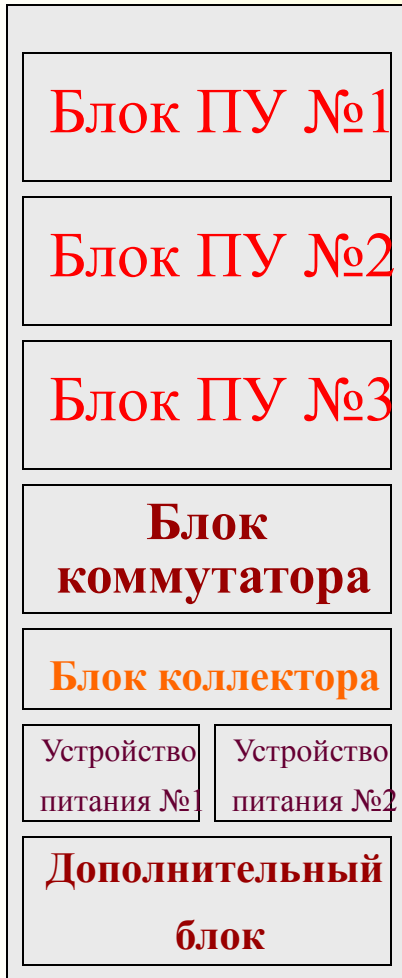 Блок ПУ №1
Блок ПУ №2
Блок ПУ №3
Блок
коммутатора
Блок коллектора
Устройство
питания №1
Устройство
питания №2
Дополнительный
блок